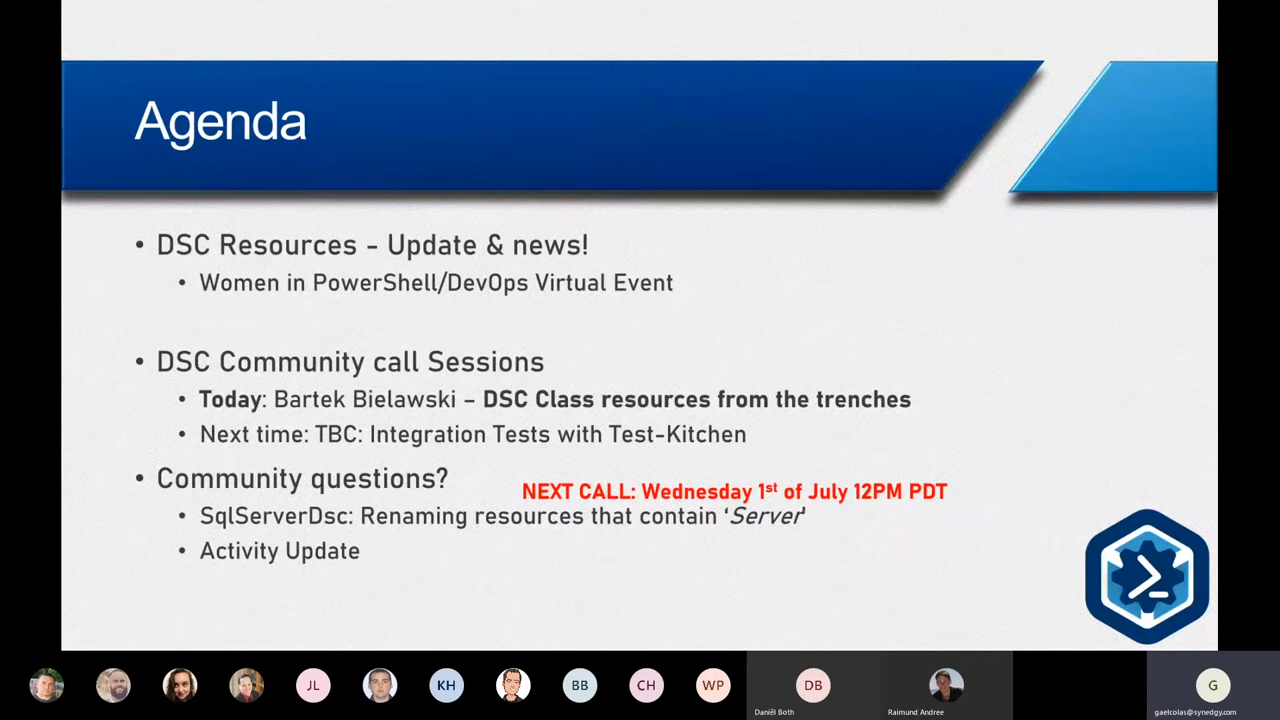 Agenda
• DSC Resources - Update & news!
• Women in PowerShell/DevOps Virtual Event
• DSC Community call Sessions
• Today: Bartek Bielawski – DSC Class resources from the trenches
• Next time: TBC: Integration Tests with Test-Kitchen
• Community questions?
NEXT CALL: Wednesday 1st of July 12PM PDT
• SqlServerDsc: Renaming resources that contain ‘Server’
• Activity Update
JL
KH
BB
CH
WP
DB
G
Daniël Both
Raimund Andree
gaelcolas@synedgy.com